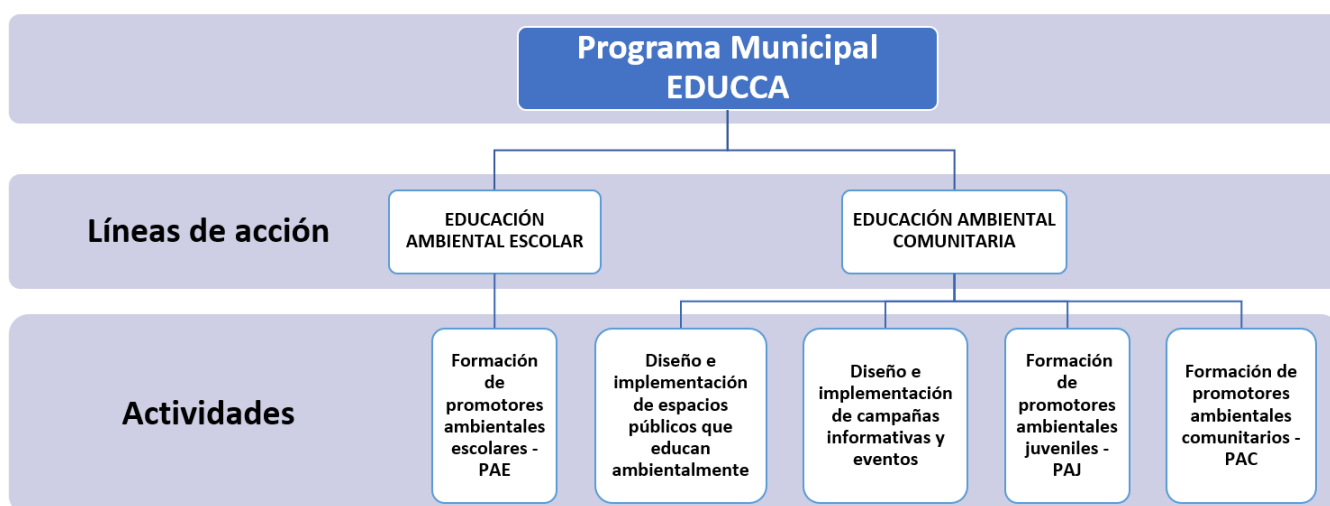 Programa Municipal
EDUCCA
Líneas de acción
EDUCACIÓN
AMBIENTAL ESCOLAR
EDUCACIÓN AMBIENTAL
COMUNITARIA
Actividades
Formación
de
promotores
ambientales
escolares -
PAE
Diseño e
implementación
de espacios
públicos que
educan
ambientalmente
Diseño e
implementación
de campañas
informativas y
eventos
Formación
de
promotores
ambientales
juveniles -
PAJ
Formación de
promotores
ambientales
comunitarios -
PAC